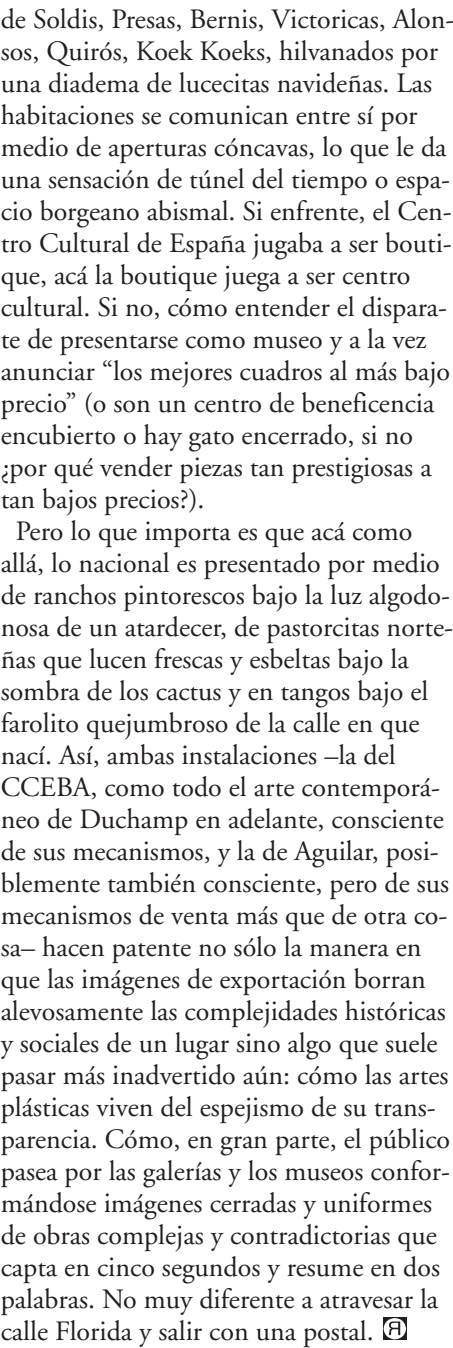 de Soldis, Presas, Bernis, Victoricas, Alon-
sos, Quirós, Koek Koeks, hilvanados por
una diadema de lucecitas navideñas. Las
habitaciones se comunican entre sí por
medio de aperturas cóncavas, lo que le da
una sensación de túnel del tiempo o espa-
cio borgeano abismal. Si enfrente, el Cen-
tro Cultural de España jugaba a ser bouti-
que, acá la boutique juega a ser centro
cultural. Si no, cómo entender el dispara-
te de presentarse como museo y a la vez
anunciar “los mejores cuadros al más bajo
precio” (o son un centro de beneficencia
encubierto o hay gato encerrado, si no
¿por qué vender piezas tan prestigiosas a
tan bajos precios?).
Pero lo que importa es que acá como
allá, lo nacional es presentado por medio
de ranchos pintorescos bajo la luz algodo-
nosa de un atardecer, de pastorcitas norte-
ñas que lucen frescas y esbeltas bajo la
sombra de los cactus y en tangos bajo el
farolito quejumbroso de la calle en que
nací. Así, ambas instalaciones –la del
CCEBA, como todo el arte contemporá-
neo de Duchamp en adelante, consciente
de sus mecanismos, y la de Aguilar, posi-
blemente también consciente, pero de sus
mecanismos de venta más que de otra co-
sa– hacen patente no sólo la manera en
que las imágenes de exportación borran
alevosamente las complejidades históricas
y sociales de un lugar sino algo que suele
pasar más inadvertido aún: cómo las artes
plásticas viven del espejismo de su trans-
parencia. Cómo, en gran parte, el público
pasea por las galerías y los museos confor-
mándose imágenes cerradas y uniformes
de obras complejas y contradictorias que
capta en cinco segundos y resume en dos
palabras. No muy diferente a atravesar la
calle Florida y salir con una postal.